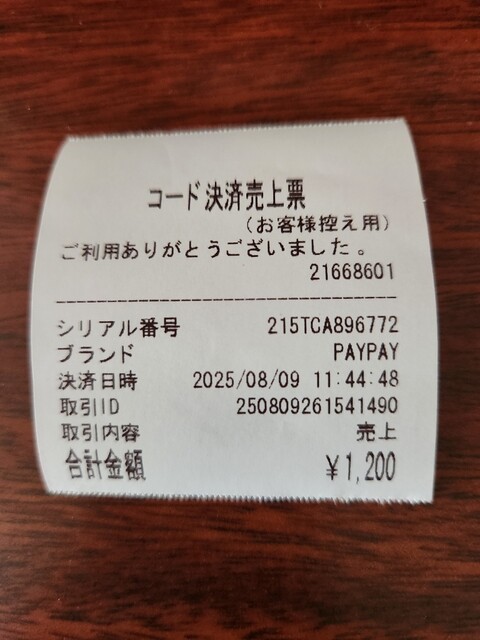 コード決済売上票
(お客様控え用)
ご利用ありがとうございました。
21668601
シリアル番号 215TCA896772
ブランド PAYPAY
決済日時 2025/08/09 11:44:48
取引ID 250809261541490
取引内容 売上
合計金額 ¥1,200